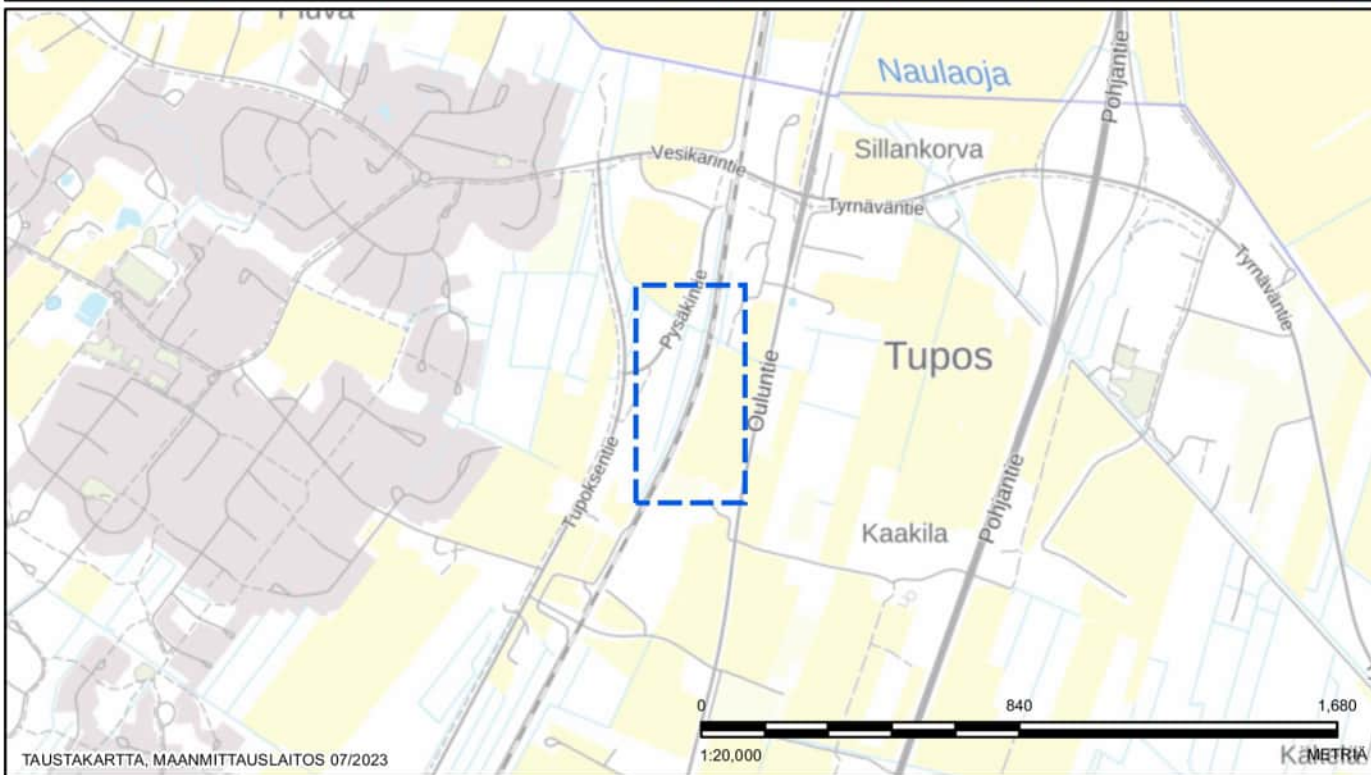 Naulaoja
Pohjantie
Sillankorva
Vesikarintie
Tyrnäväntie
Tyrnäväntie
Pysäkintie
Tupos
Ouluntie
Tupoksentie
Pohjantie
Kaakila
0 840 1,680
1:20,000 METRIÄ
TAUSTAKARTTA, MAANMITTAUSLAITOS 07/2023